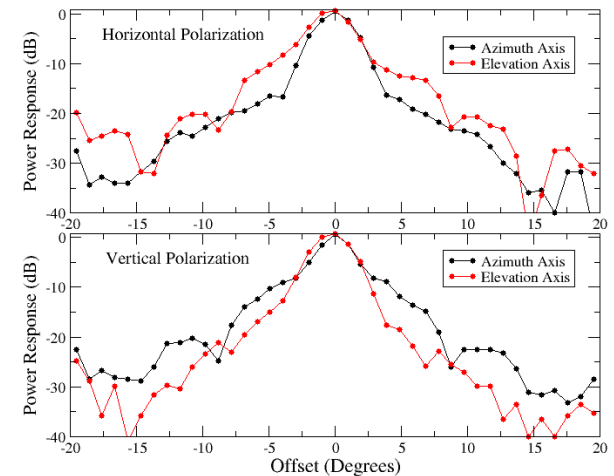 Horizontal Polarization
Azimuth Axis
Elevation Axis
Power Response (dB)
0
-10
-20
-30
-40
-20 -15 -10 -5 0 5 10 15 20
Vertical Polarization
Azimuth Axis
Elevation Axis
Power Response (dB)
0
-10
-20
-30
-40
-20 -15 -10 -5 0 5 10 15 20
Offset (Degrees)